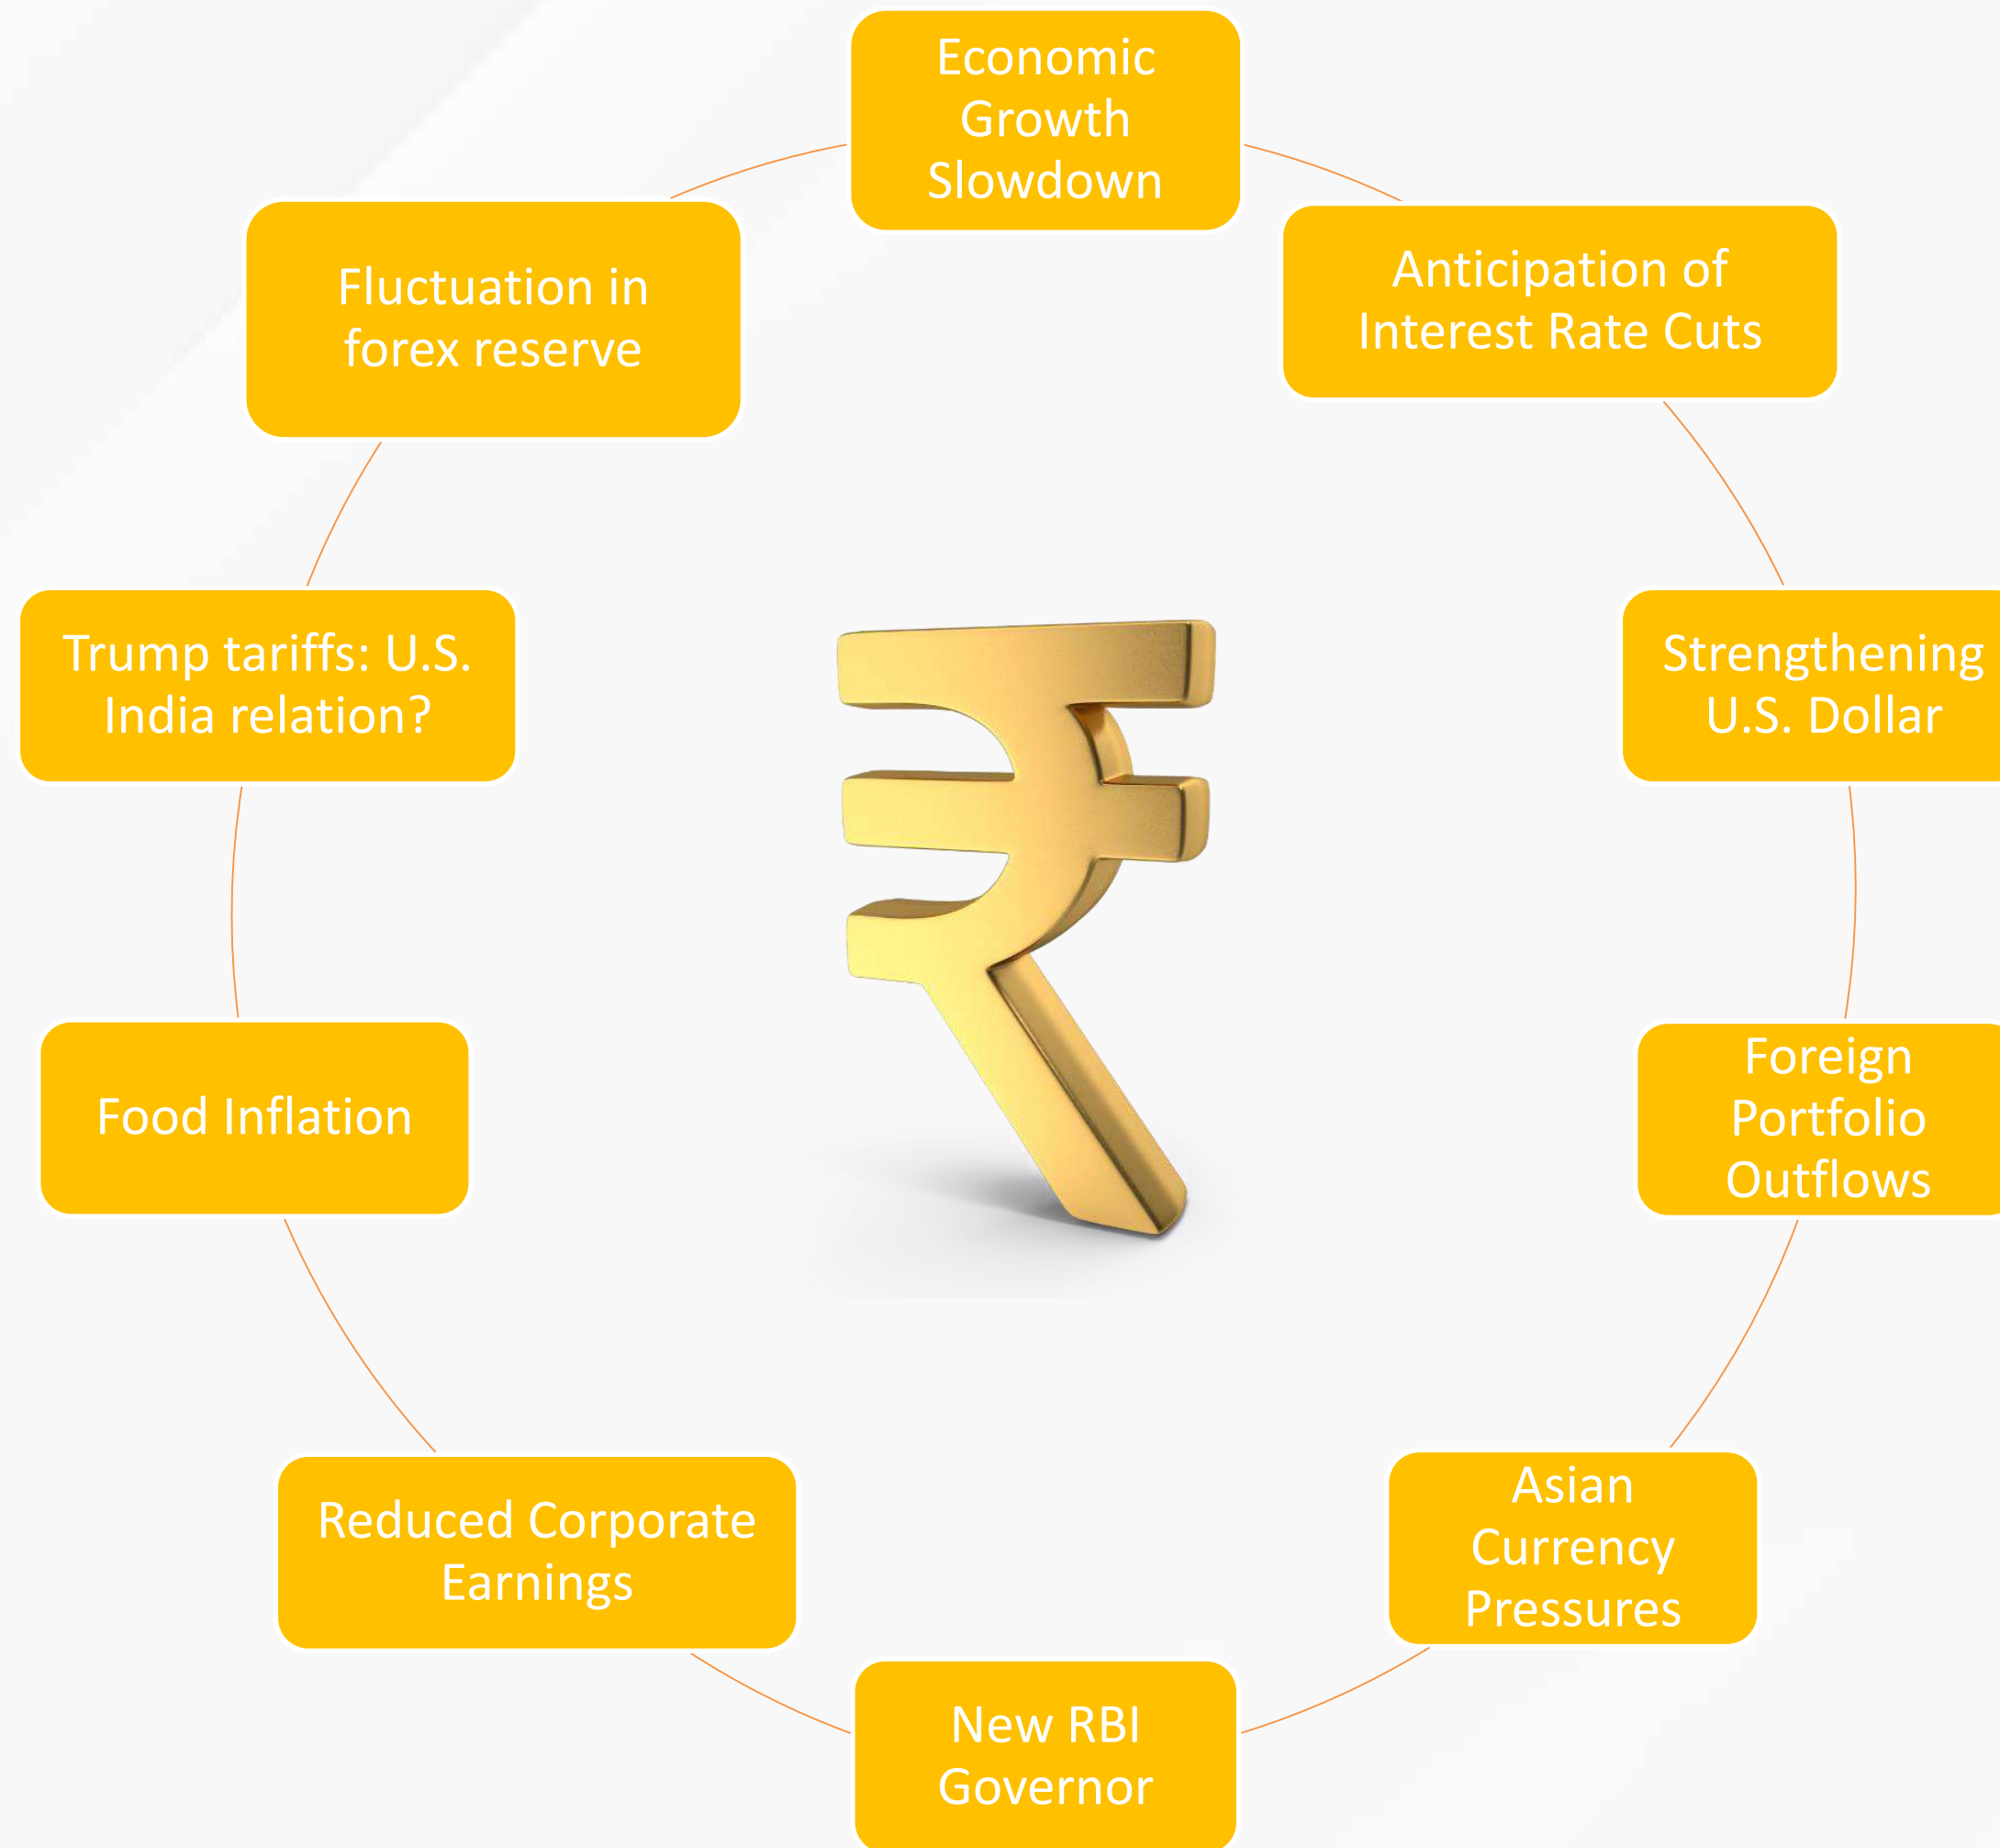 Economic
Growth
Slowdown
Anticipation of
Interest Rate Cuts
Strengthening
U.S. Dollar
Foreign
Portfolio
Outflows
Asian
Currency
Pressures
New RBI
Governor
Reduced Corporate
Earnings
Food Inflation
Trump tariffs: U.S.
India relation?
Fluctuation in
forex reserve
₹